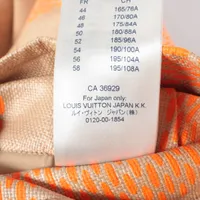 FR CH
44 165/76A
46 170/80A
48 175/84A
50 180/88A
52 185/96A
54 190/100A
56 195/104A
58 195/108A
CA 36929
For Japan only:
LOUIS VUITTON JAPAN K.K.
ルイ・ヴィトン ジャパン(株)
0120-00-1854